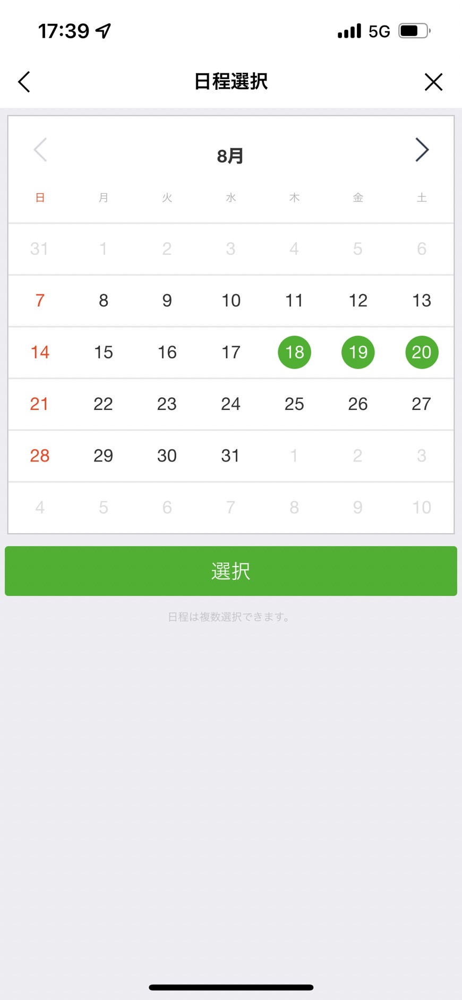 17:39 5G
日程選択
8月
日 月 火 水 木 金 土
31 1 2 3 4 5 6
7 8 9 10 11 12 13
14 15 16 17 18 19 20
21 22 23 24 25 26 27
28 29 30 31 1 2 3
4 5 6 7 8 9 10
選択
日程は複数選択できます。